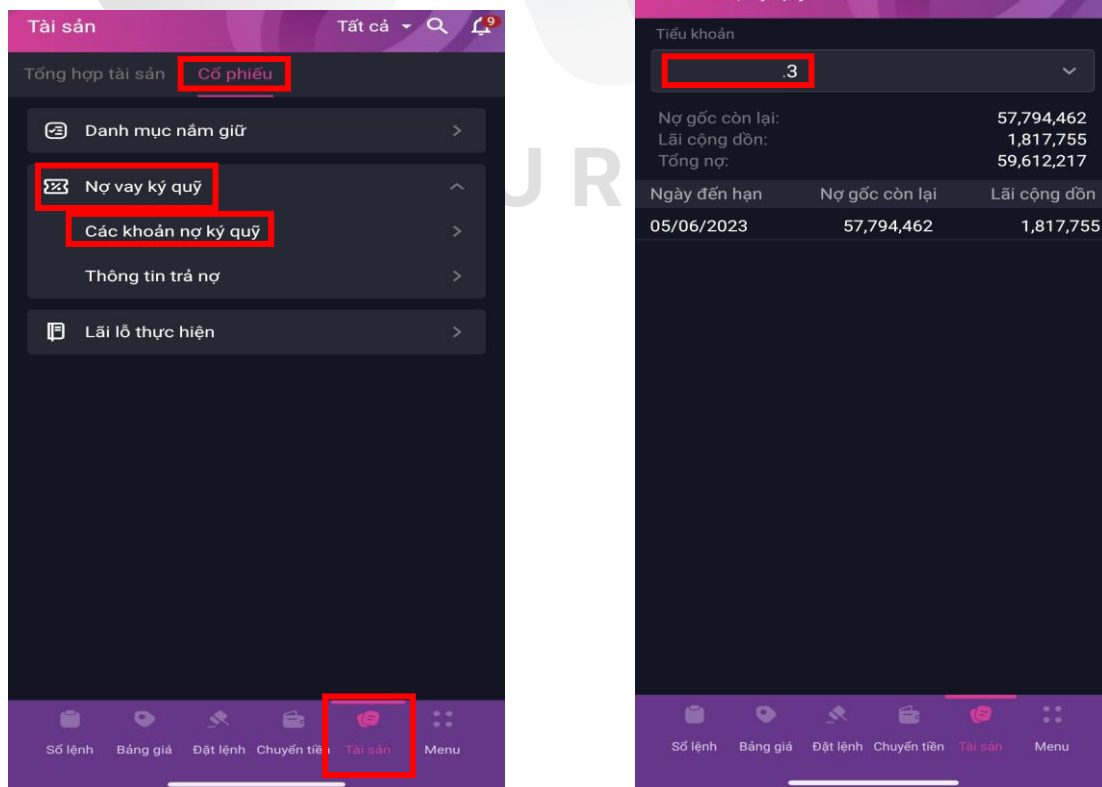 Tài sản
Tất cả
9
Tổng hợp tài sản
Cổ phiếu
Danh mục nắm giữ
Nợ vay ký quỹ
Các khoản nợ ký quỹ
Thông tin trả nợ
Lãi lỗ thực hiện
Sổ lệnh
Bảng giá
Đặt lệnh
Chuyển tiền
Tài sản
Menu
U R
Tiểu khoản
.3
Nợ gốc còn lại: 57,794,462
Lãi cộng dồn: 1,817,755
Tổng nợ: 59,612,217
Ngày đến hạn Nợ gốc còn lại Lãi cộng dồn
05/06/2023 57,794,462 1,817,755
Sổ lệnh
Bảng giá
Đặt lệnh
Chuyển tiền
Tài sản
Menu